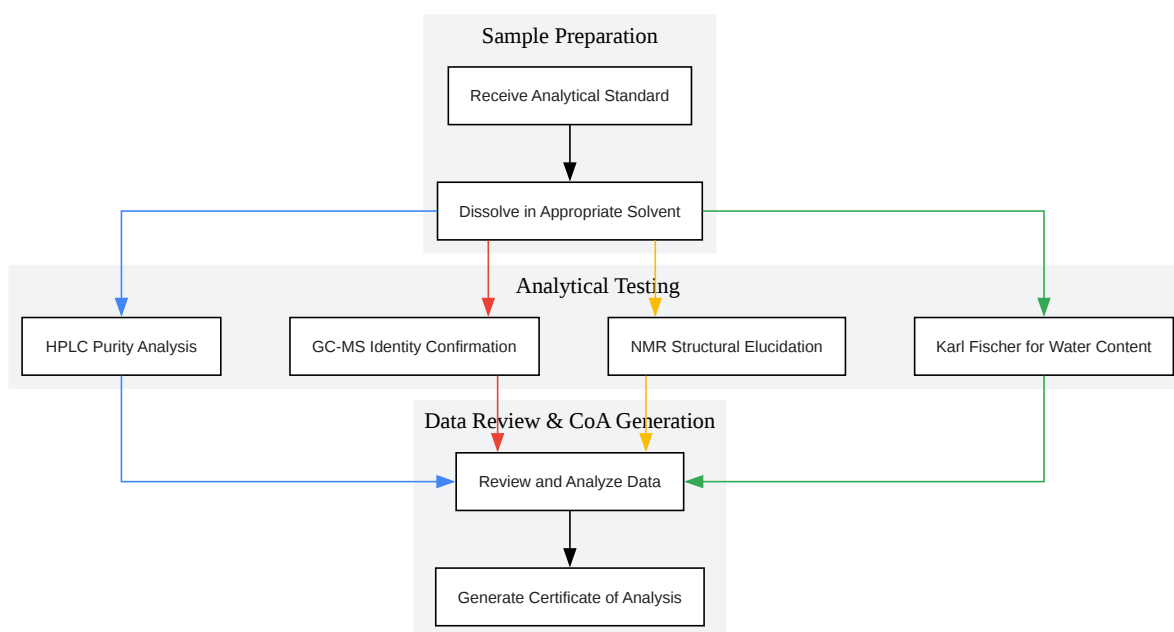 Sample Preparation
Receive Analytical Standard
Dissolve in Appropriate Solvent
Analytical Testing
HPLC Purity Analysis
GC-MS Identity Confirmation
NMR Structural Elucidation
Karl Fischer for Water Content
Data Review & CoA Generation
Review and Analyze Data
Generate Certificate of Analysis